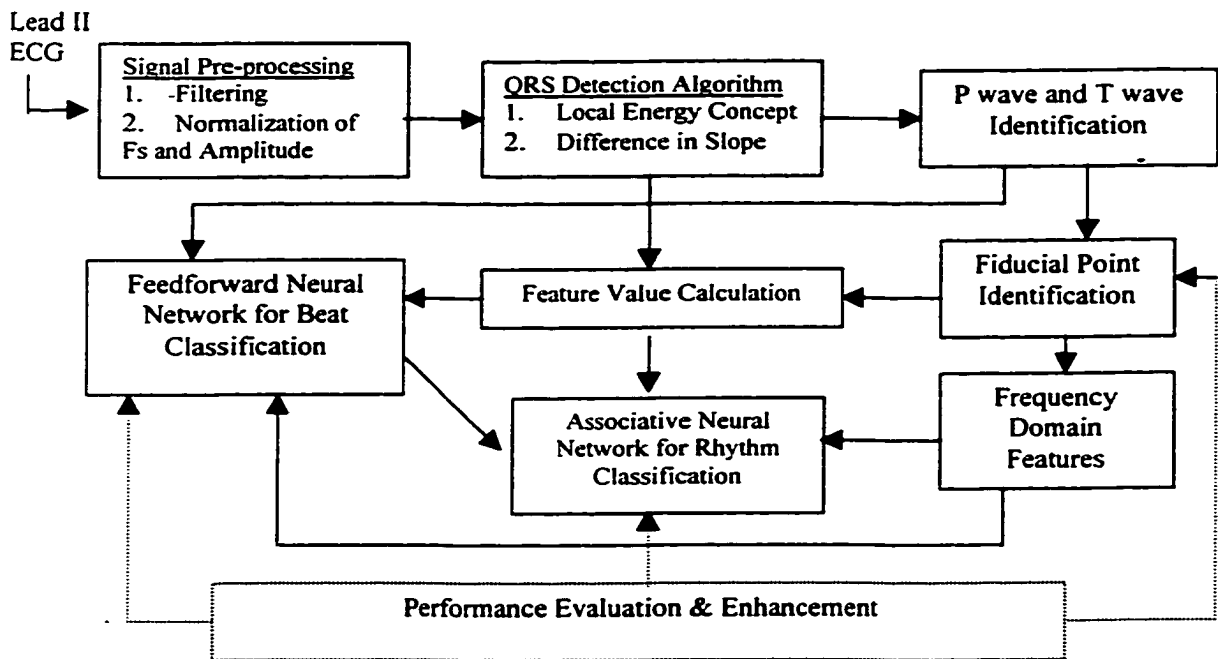 Lead II
ECG
Signal Pre-processing
1. -Filtering
2. Normalization of
Fs and Amplitude
QRS Detection Algorithm
1. Local Energy Concept
2. Difference in Slope
P wave and T wave
Identification
Feedforward Neural
Network for Beat
Classification
Feature Value Calculation
Fiducial Point
Identification
Associative Neural
Network for Rhythm
Classification
Frequency
Domain
Features
Performance Evaluation & Enhancement